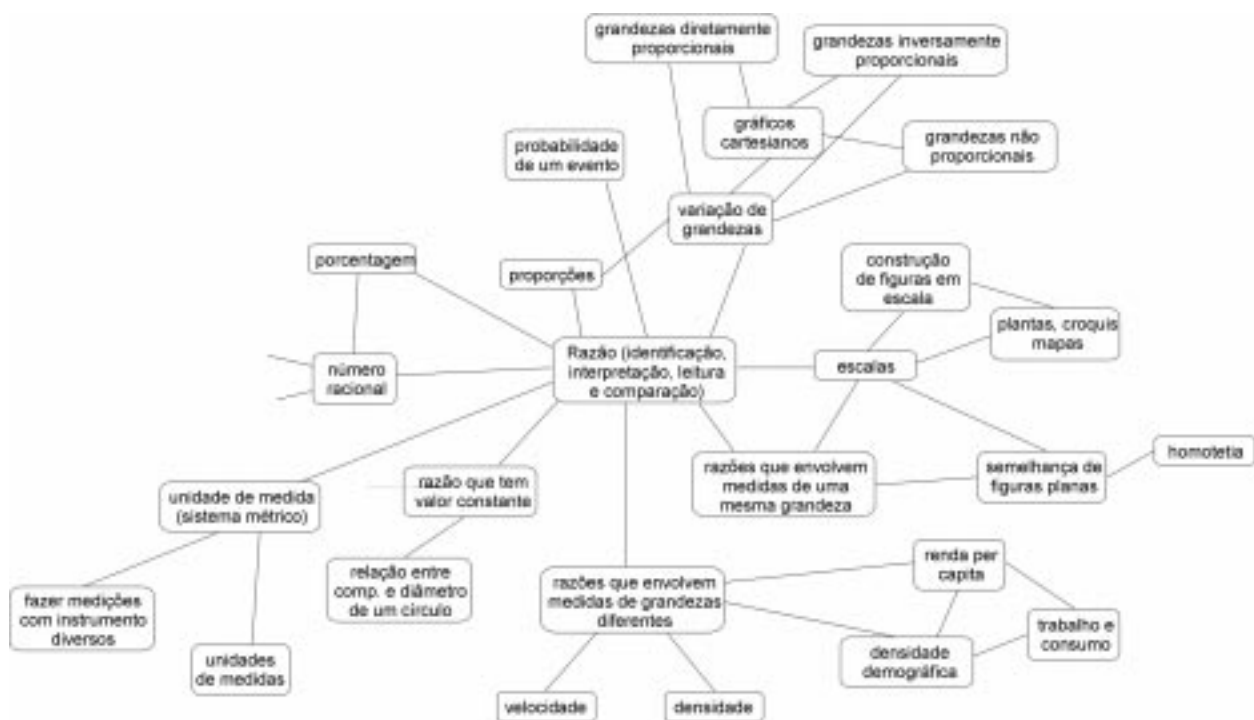 grandezas diretamente
proporcionais
grandezas inversamente
proporcionais
gráficos
cartesianos
grandezas não
proporcionais
probabilidade
de um evento
variação de
grandezas
porcentagem
proporções
construção
de figuras em
escala
plantas, croquis
mapas
número
racional
Razão (identificação,
interpretação, leitura
e comparação)
escalas
razões que envolvem
medidas de uma
mesma grandeza
semelhança de
figuras planas
homotetia
unidade de medida
(sistema métrico)
razão que tem
valor constante
fazer medições
com instrumento
diversos
unidades
de medidas
relação entre
comp. e diâmetro
de um círculo
razões que envolvem
medidas de grandezas
diferentes
renda per
capita
trabalho e
consumo
densidade
demográfica
velocidade
densidade